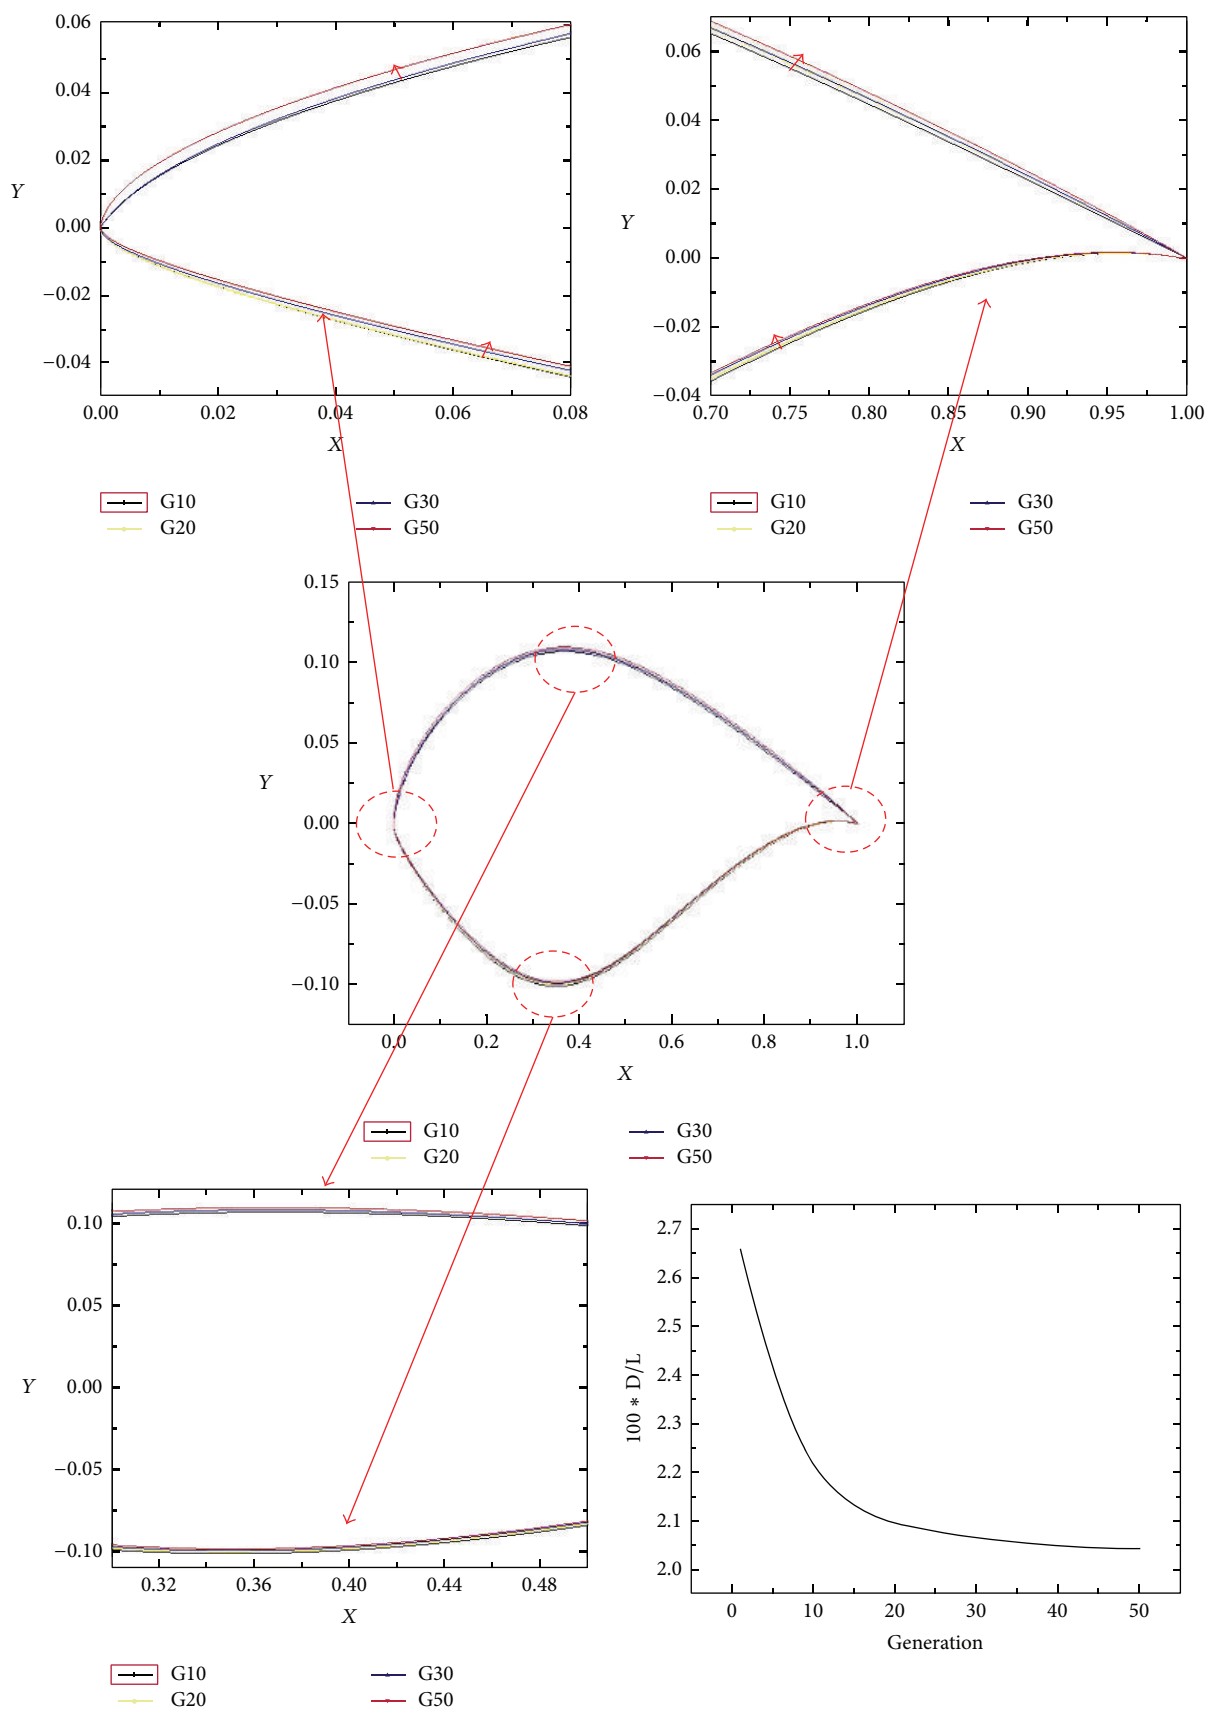 0.06
0.04
0.02
0.00
−0.02
−0.04
Y
0.00 0.02 0.04 0.06 0.08
X
G10 G30
G20 G50
0.06
0.04
0.02
0.00
−0.02
−0.04
Y
0.70 0.75 0.80 0.85 0.90 0.95 1.00
X
G10 G30
G20 G50
0.15
0.10
0.05
0.00
−0.05
−0.10
Y
0.0 0.2 0.4 0.6 0.8 1.0
X
G10 G30
G20 G50
0.10
0.05
0.00
−0.05
−0.10
Y
0.32 0.36 0.40 0.44 0.48
X
G10 G30
G20 G50
2.7
2.6
2.5
2.4
2.3
2.2
2.1
2.0
100 * D/L
0 10 20 30 40 50
Generation